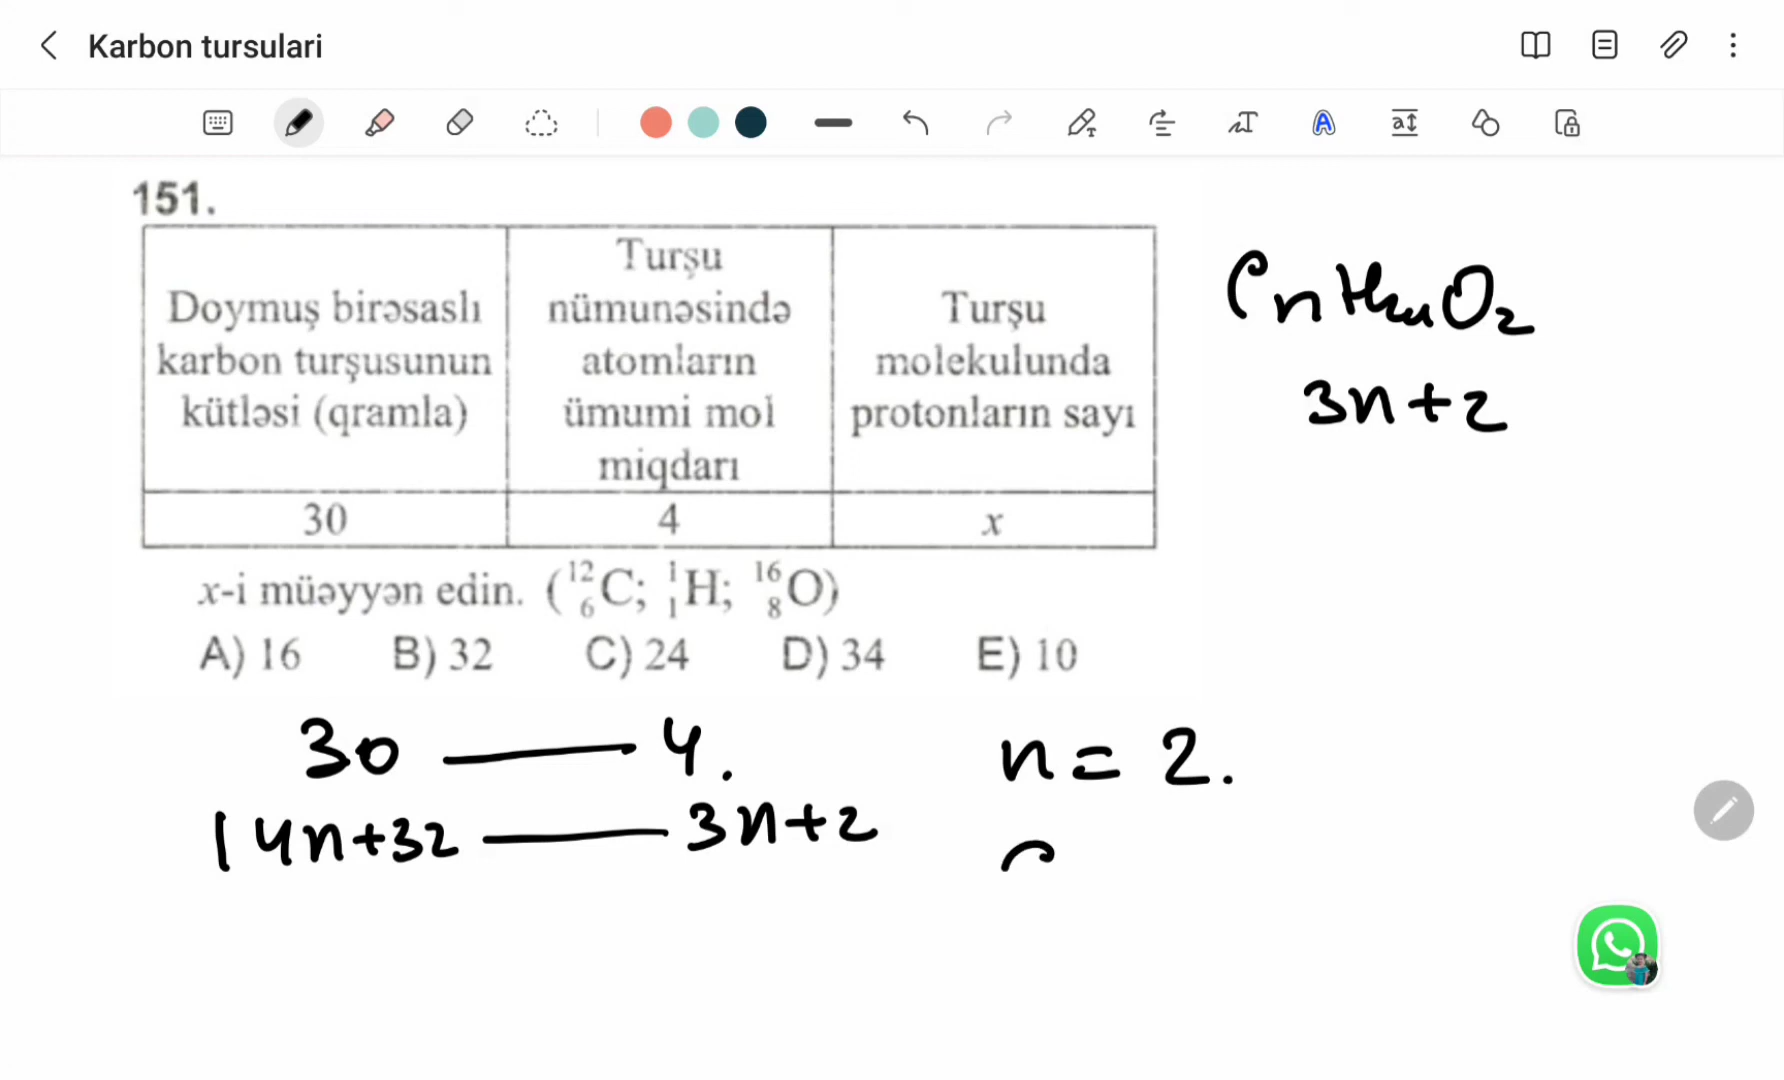 Karbon tursulari
151.
Doymuş birəsaslı karbon turşusunun kütləsi (qramla)
Turşu nümunəsində atomların ümumi mol miqdarı
Turşu molekulunda protonların sayı
30 4 x
x-i müəyyən edin. (¹²₆C; ¹₁H; ¹⁶₈O)
A) 16 B) 32 C) 24 D) 34 E) 10
CnH2nO2
3n+2
30 — 4.
14n+32 — 3n+2
n = 2.